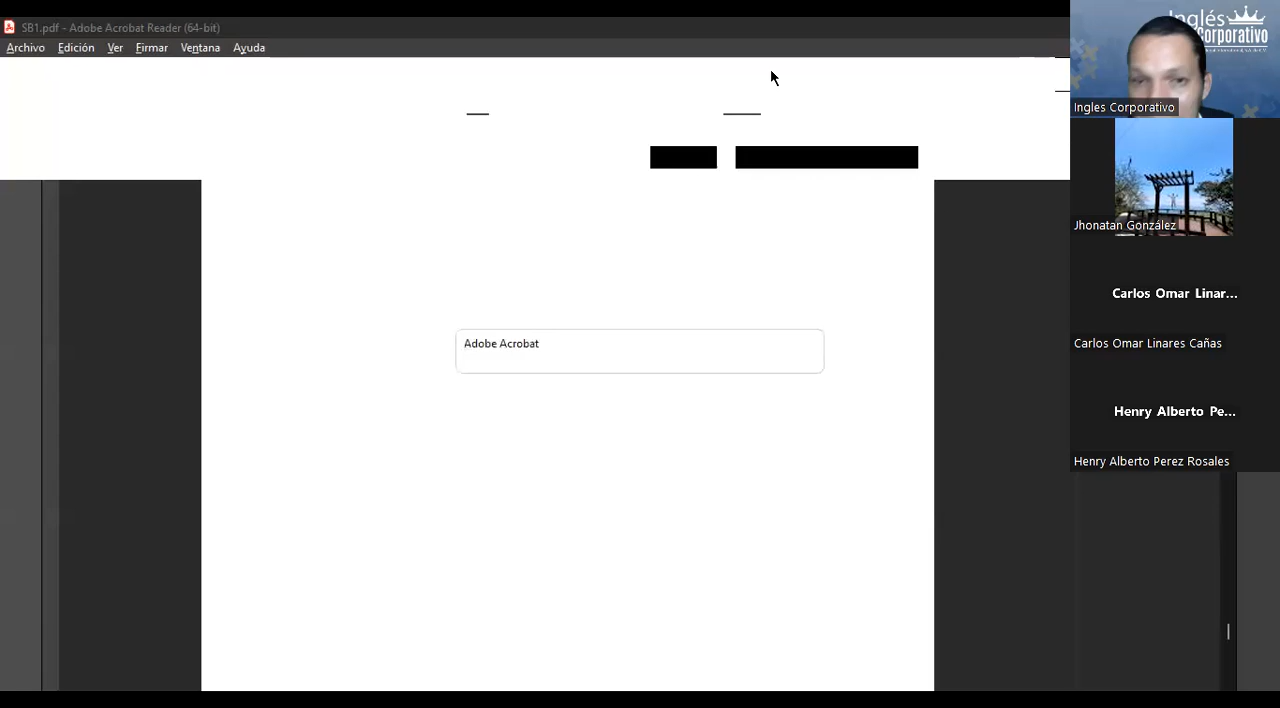 SB1.pdf - Adobe Acrobat Reader (64-bit)
Archivo Edición Ver Firmar Ventana Ayuda
Adobe Acrobat
Inglés
Corporativo
Ingles Corporativo
Jhonatan González
Carlos Omar Linar...
Carlos Omar Linares Cañas
Henry Alberto Pe...
Henry Alberto Perez Rosales